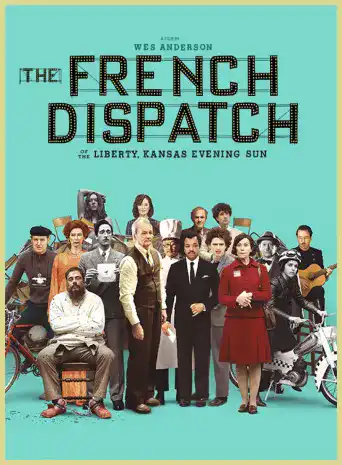 A FILM BY
WES ANDERSON
THE FRENCH
DISPATCH
OF THE LIBERTY, KANSAS EVENING SUN